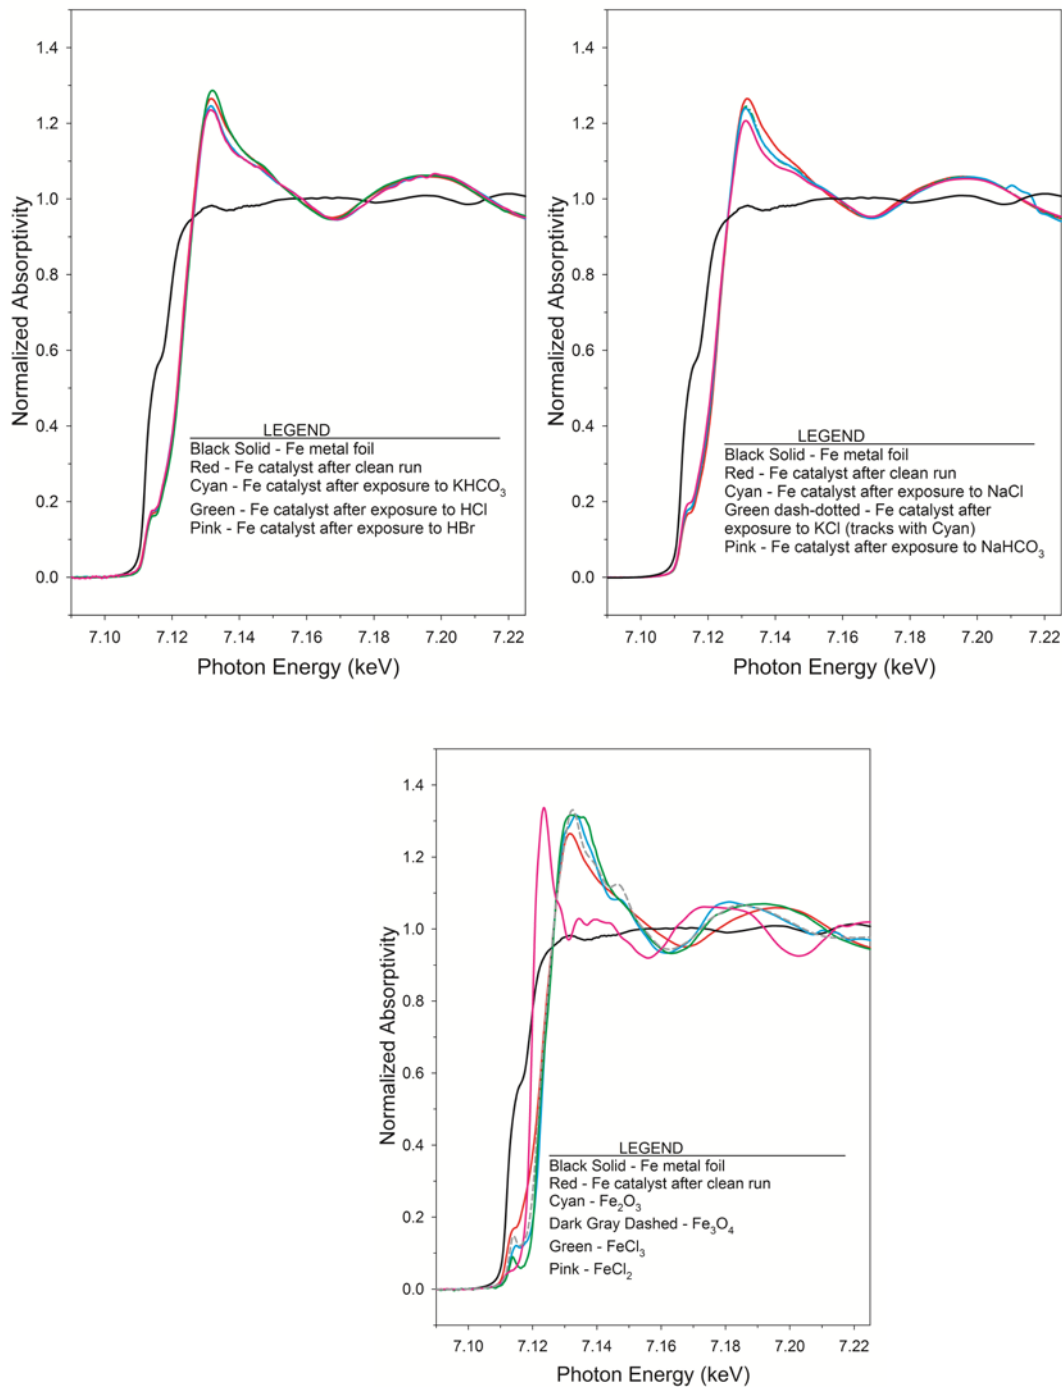 1.4
1.2
1.0
0.8
0.6
0.4
0.2
0.0
Normalized Absorptivity
LEGEND
Black Solid - Fe metal foil
Red - Fe catalyst after clean run
Cyan - Fe catalyst after exposure to KHCO₃
Green - Fe catalyst after exposure to HCl
Pink - Fe catalyst after exposure to HBr
7.10 7.12 7.14 7.16 7.18 7.20 7.22
Photon Energy (keV)
1.4
1.2
1.0
0.8
0.6
0.4
0.2
0.0
Normalized Absorptivity
LEGEND
Black Solid - Fe metal foil
Red - Fe catalyst after clean run
Cyan - Fe catalyst after exposure to NaCl
Green dash-dotted - Fe catalyst after
exposure to KCl (tracks with Cyan)
Pink - Fe catalyst after exposure to NaHCO₃
7.10 7.12 7.14 7.16 7.18 7.20 7.22
Photon Energy (keV)
1.4
1.2
1.0
0.8
0.6
0.4
0.2
0.0
Normalized Absorptivity
LEGEND
Black Solid - Fe metal foil
Red - Fe catalyst after clean run
Cyan - Fe₂O₃
Dark Gray Dashed - Fe₃O₄
Green - FeCl₃
Pink - FeCl₂
7.10 7.12 7.14 7.16 7.18 7.20 7.22
Photon Energy (keV)